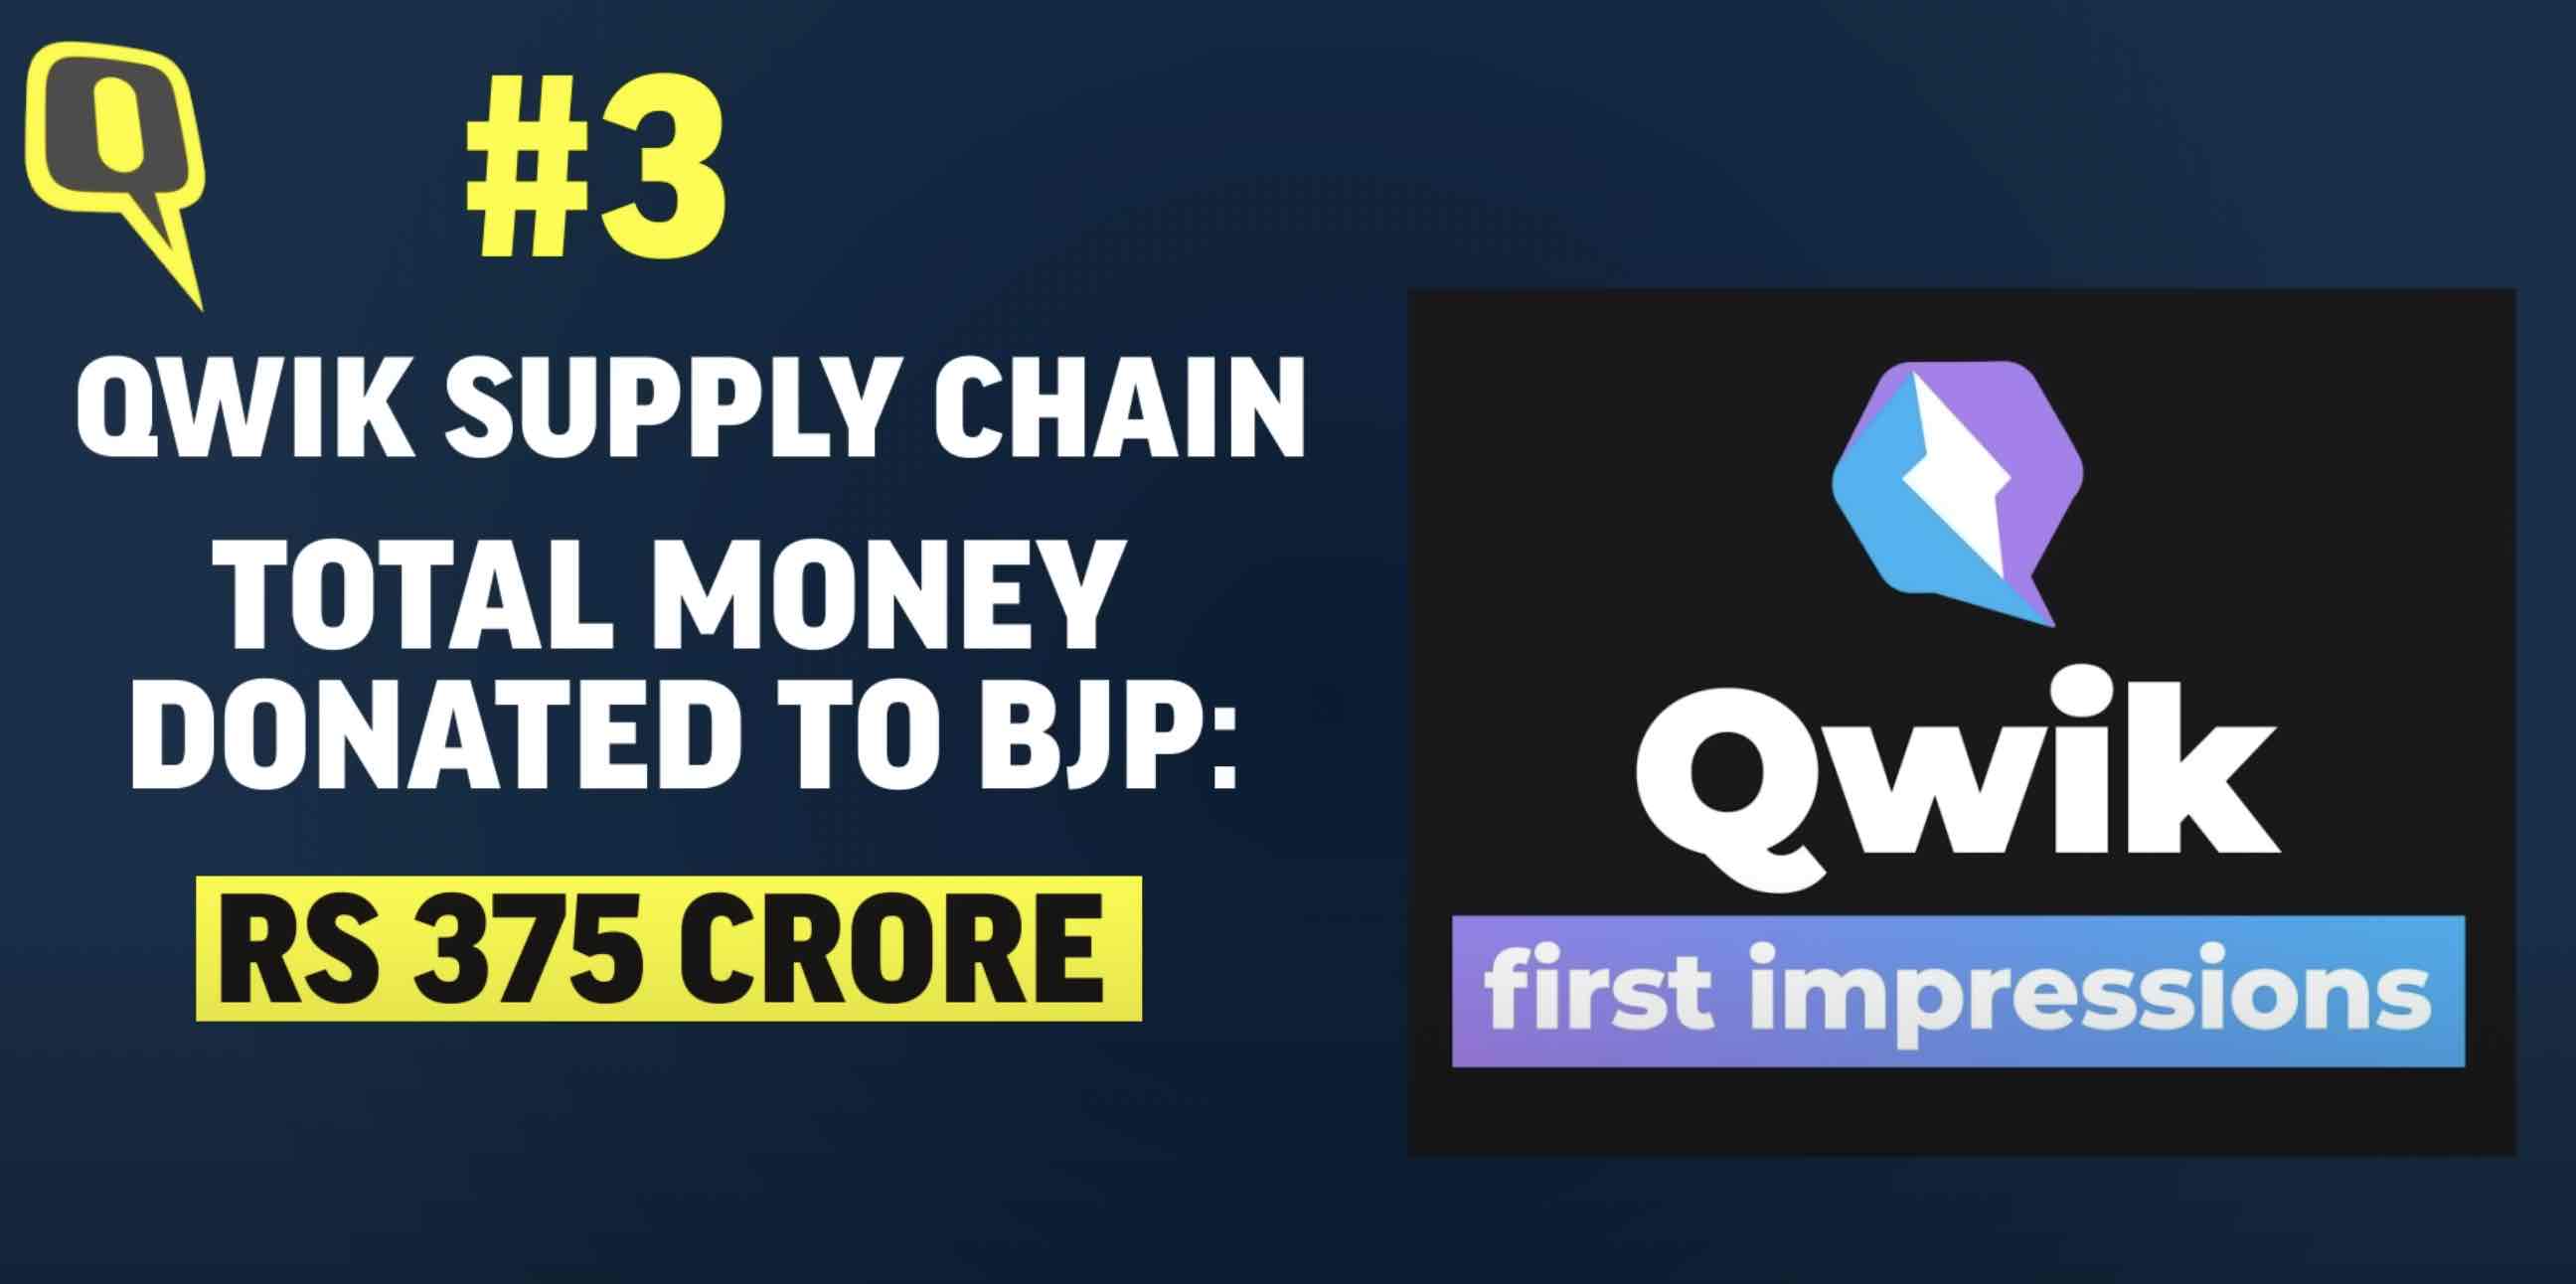 #3
QWIK SUPPLY CHAIN
TOTAL MONEY
DONATED TO BJP:
RS 375 CRORE
Qwik
first impressions